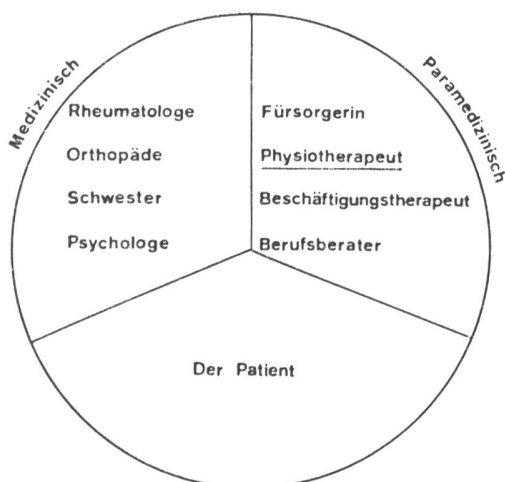 Medizinisch
Rheumatologe
Orthopäde
Schwester
Psychologe
Paramedizinisch
Fürsorgerin
Physiotherapeut
Beschäftigungstherapeut
Berufsberater
Der Patient